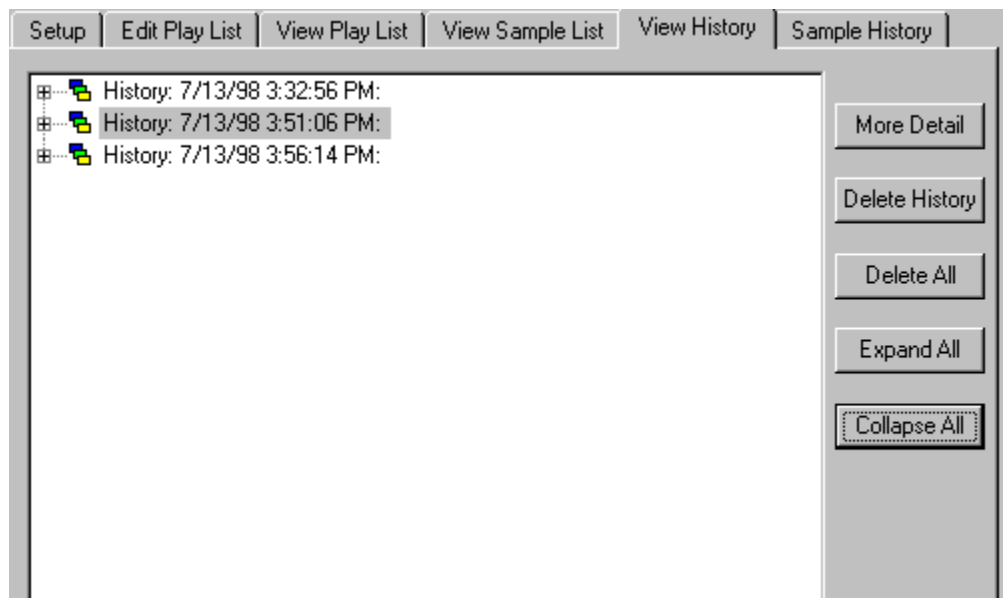 Setup
Edit Play List
View Play List
View Sample List
View History
Sample History
History: 7/13/98 3:32:56 PM:
History: 7/13/98 3:51:06 PM:
History: 7/13/98 3:56:14 PM:
More Detail
Delete History
Delete All
Expand All
Collapse All